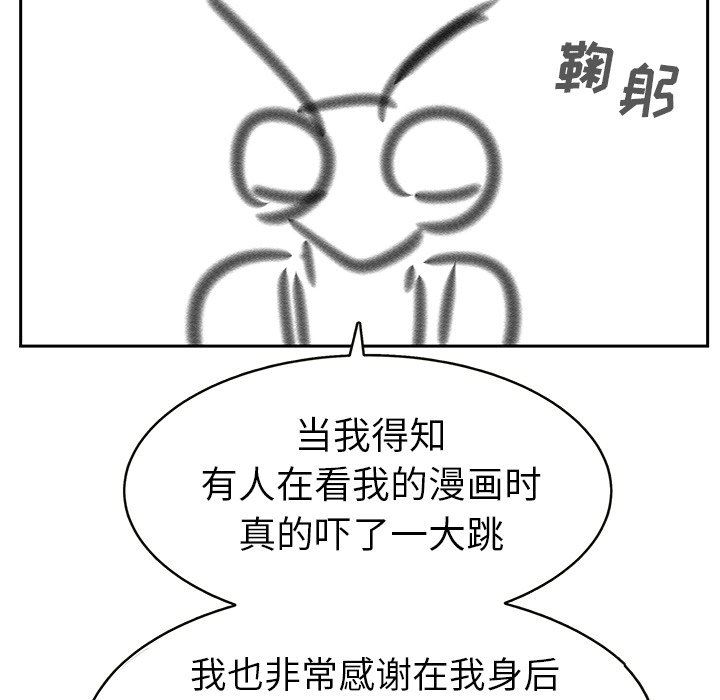 鞠躬
当我得知
有人在看我的漫画时
真的吓了一大跳
我也非常感谢在我身后